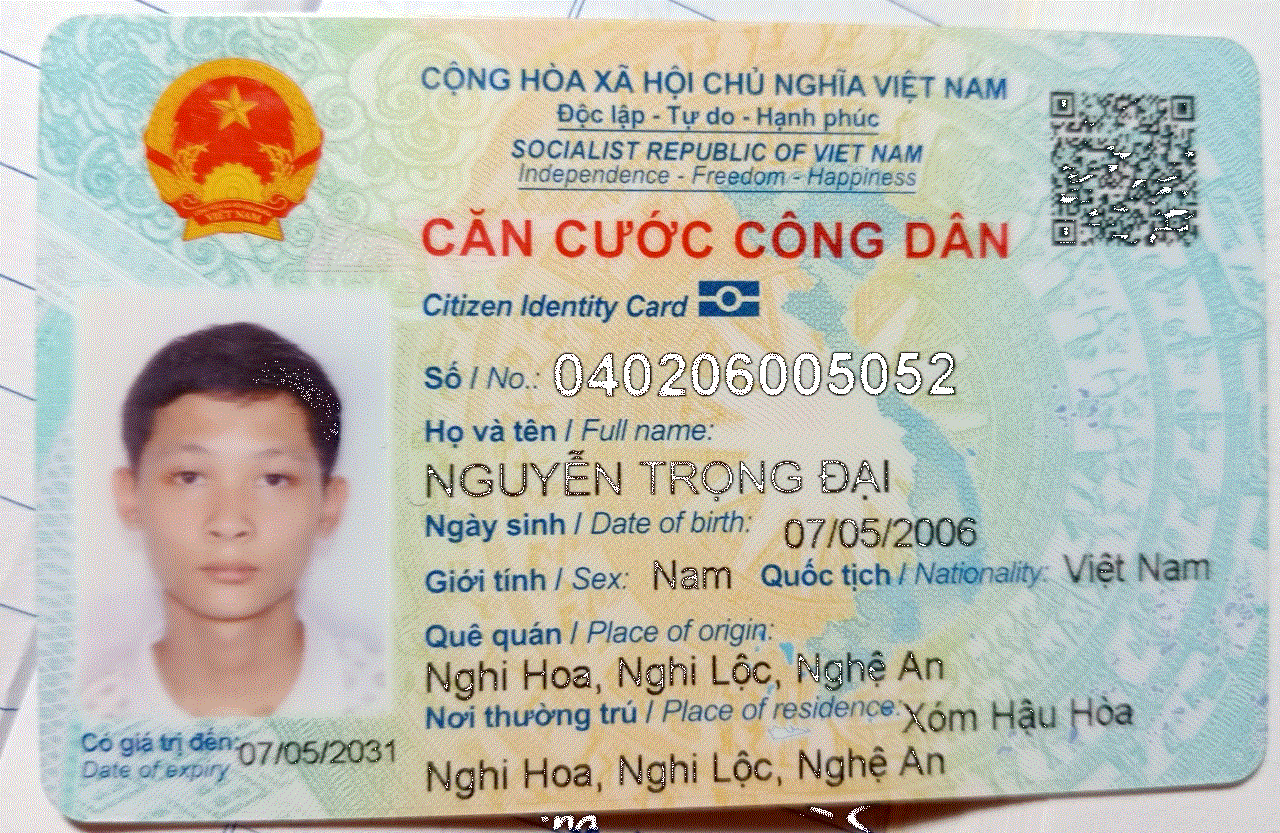 CỘNG HÒA XÃ HỘI CHỦ NGHĨA VIỆT NAM
Độc lập - Tự do - Hạnh phúc
SOCIALIST REPUBLIC OF VIET NAM
Independence - Freedom - Happiness
VIỆT NAM
CĂN CƯỚC CÔNG DÂN
Citizen Identity Card
Số / No.: 040206005052
Họ và tên / Full name:
NGUYỄN TRỌNG ĐẠI
Ngày sinh / Date of birth: 07/05/2006
Giới tính / Sex: Nam Quốc tịch / Nationality: Việt Nam
Quê quán / Place of origin:
Nghi Hoa, Nghi Lộc, Nghệ An
Nơi thường trú / Place of residence: Xóm Hậu Hòa
Nghi Hoa, Nghi Lộc, Nghệ An
Có giá trị đến: 07/05/2031
Date of expiry